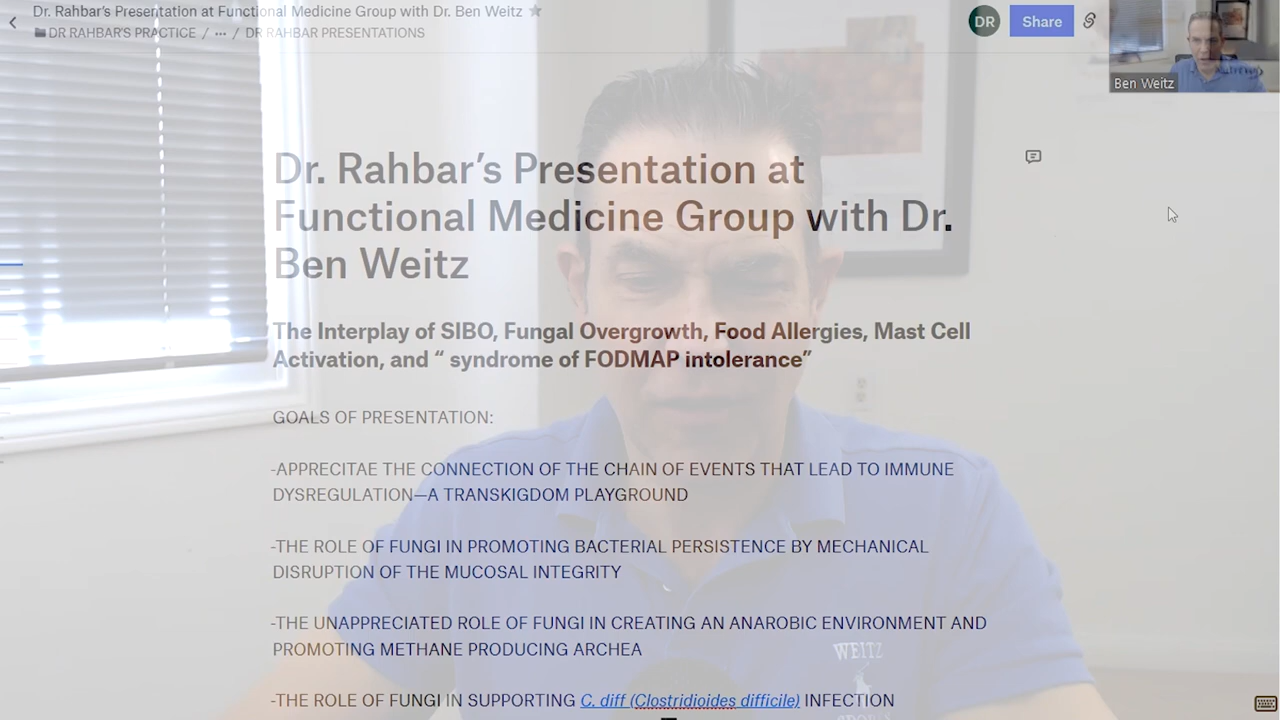 Dr. Rahbar's Presentation at Functional Medicine Group with Dr. Ben Weitz
DR RAHBAR'S PRACTICE / ··· / DR RAHBAR PRESENTATIONS
DR
Share
Ben Weitz
Dr. Rahbar’s Presentation at
Functional Medicine Group with Dr.
Ben Weitz
The Interplay of SIBO, Fungal Overgrowth, Food Allergies, Mast Cell
Activation, and “ syndrome of FODMAP intolerance”
GOALS OF PRESENTATION:
-APPRECITAE THE CONNECTION OF THE CHAIN OF EVENTS THAT LEAD TO IMMUNE
DYSREGULATION—A TRANSKIGDOM PLAYGROUND
-THE ROLE OF FUNGI IN PROMOTING BACTERIAL PERSISTENCE BY MECHANICAL
DISRUPTION OF THE MUCOSAL INTEGRITY
-THE UNAPPRECIATED ROLE OF FUNGI IN CREATING AN ANAROBIC ENVIRONMENT AND
PROMOTING METHANE PRODUCING ARCHEA
WEITZ
-THE ROLE OF FUNGI IN SUPPORTING C. diff (Clostridioides difficile) INFECTION